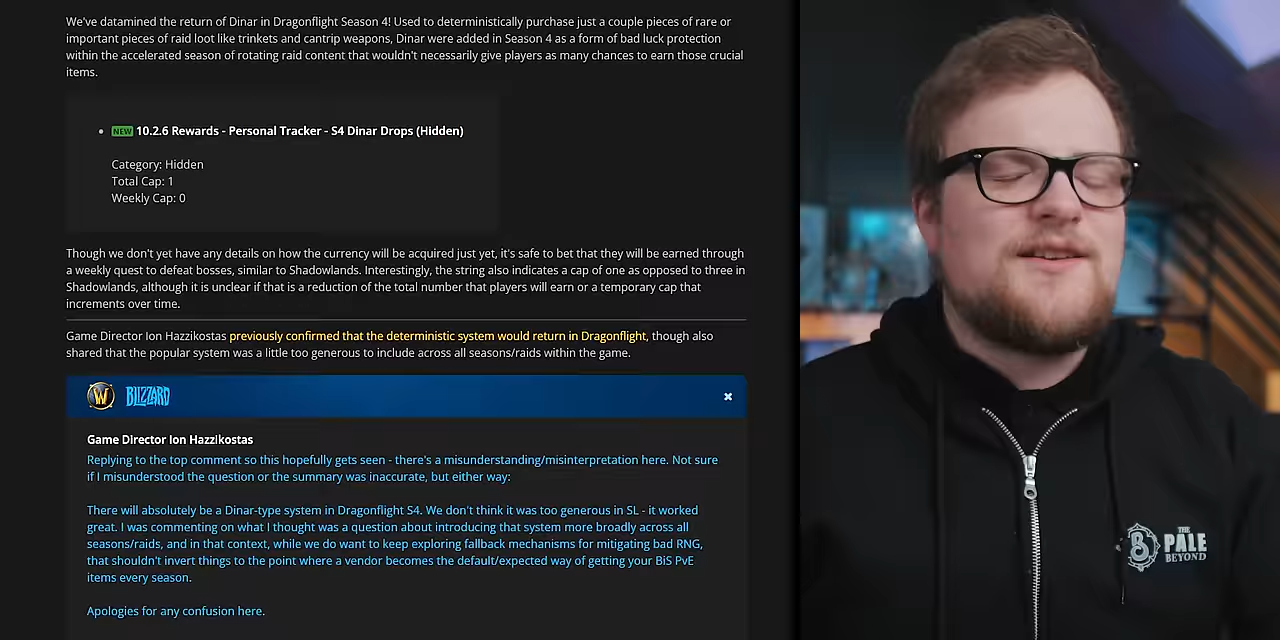 We've datamined the return of Dinar in Dragonflight Season 4! Used to deterministically purchase just a couple pieces of rare or
important pieces of raid loot like trinkets and cantrip weapons, Dinar were added in Season 4 as a form of bad luck protection
within the accelerated season of rotating raid content that wouldn't necessarily give players as many chances to earn those crucial
items.
NEW 10.2.6 Rewards - Personal Tracker - S4 Dinar Drops (Hidden)
Category: Hidden
Total Cap: 1
Weekly Cap: 0
Though we don't yet have any details on how the currency will be acquired just yet, it's safe to bet that they will be earned through
a weekly quest to defeat bosses, similar to Shadowlands. Interestingly, the string also indicates a cap of one as opposed to three in
Shadowlands, although it is unclear if that is a reduction of the total number that players will earn or a temporary cap that
increments over time.
Game Director Ion Hazzikostas previously confirmed that the deterministic system would return in Dragonflight, though also
shared that the popular system was a little too generous to include across all seasons/raids within the game.
W BLIZZARD
Game Director Ion Hazzikostas
Replying to the top comment so this hopefully gets seen - there's a misunderstanding/misinterpretation here. Not sure
if I misunderstood the question or the summary was inaccurate, but either way:
There will absolutely be a Dinar-type system in Dragonflight S4. We don't think it was too generous in SL - it worked
great. I was commenting on what I thought was a question about introducing that system more broadly across all
seasons/raids, and in that context, while we do want to keep exploring fallback mechanisms for mitigating bad RNG,
that shouldn't invert things to the point where a vendor becomes the default/expected way of getting your BiS PvE
items every season.
Apologies for any confusion here.
THE
PALE
BEYOND